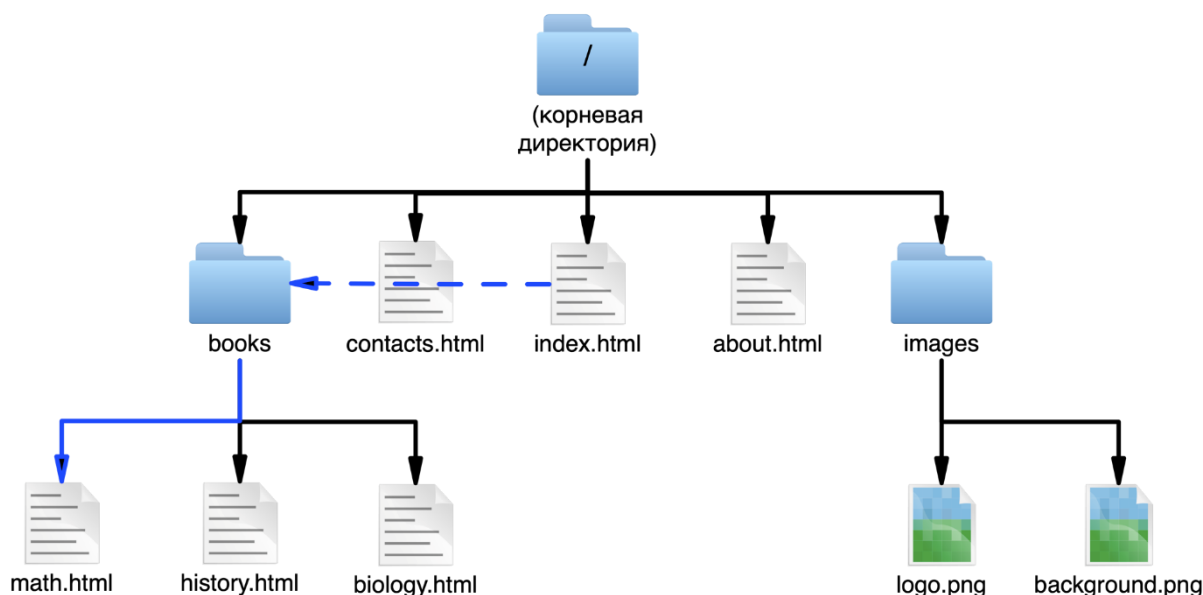 /
(корневая
директория)
books
contacts.html
index.html
about.html
images
math.html
history.html
biology.html
logo.png
background.png